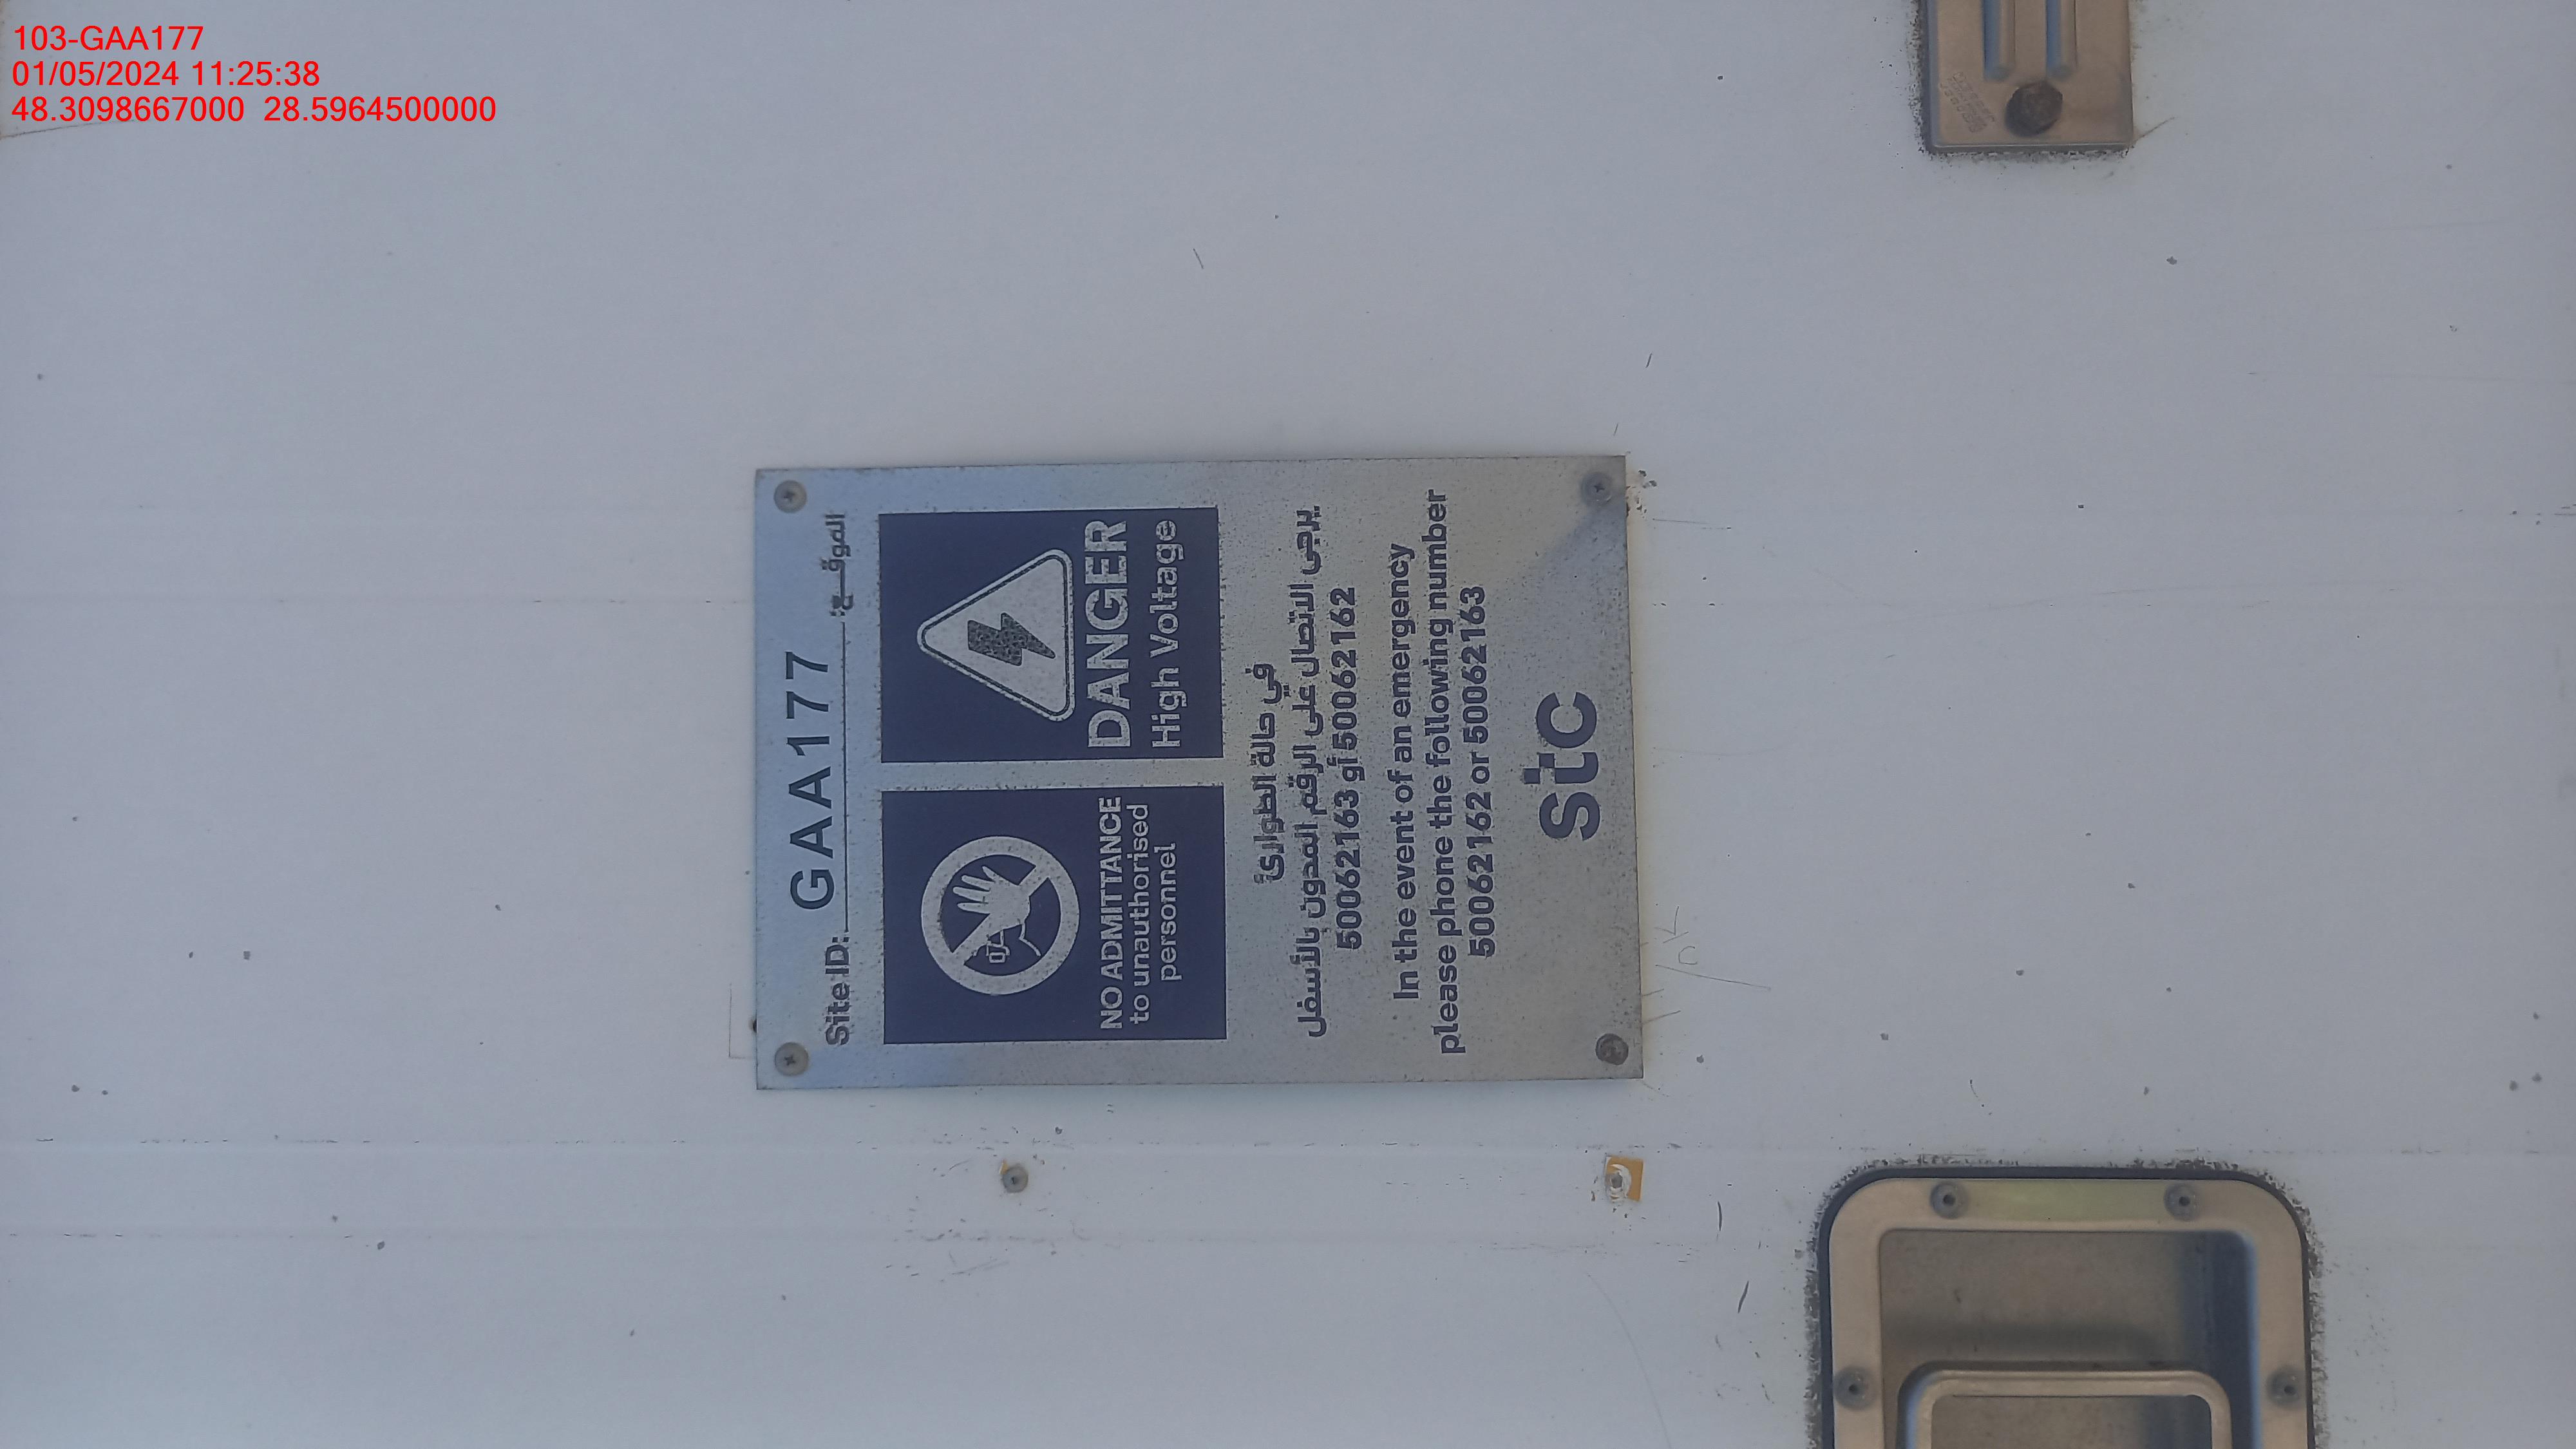 103-GAA177
01/05/2024 11:25:38
48.3098667000 28.5964500000
Site ID: GAA177 الموقـــع:
NO ADMITTANCE
to unauthorised
personnel
DANGER
High Voltage
في حالة الطوارئ
يرجى الاتصال على الرقم المدون بالأسفل
50062163 أو 50062162
In the event of an emergency
please phone the following number
50062162 or 50062163
stc